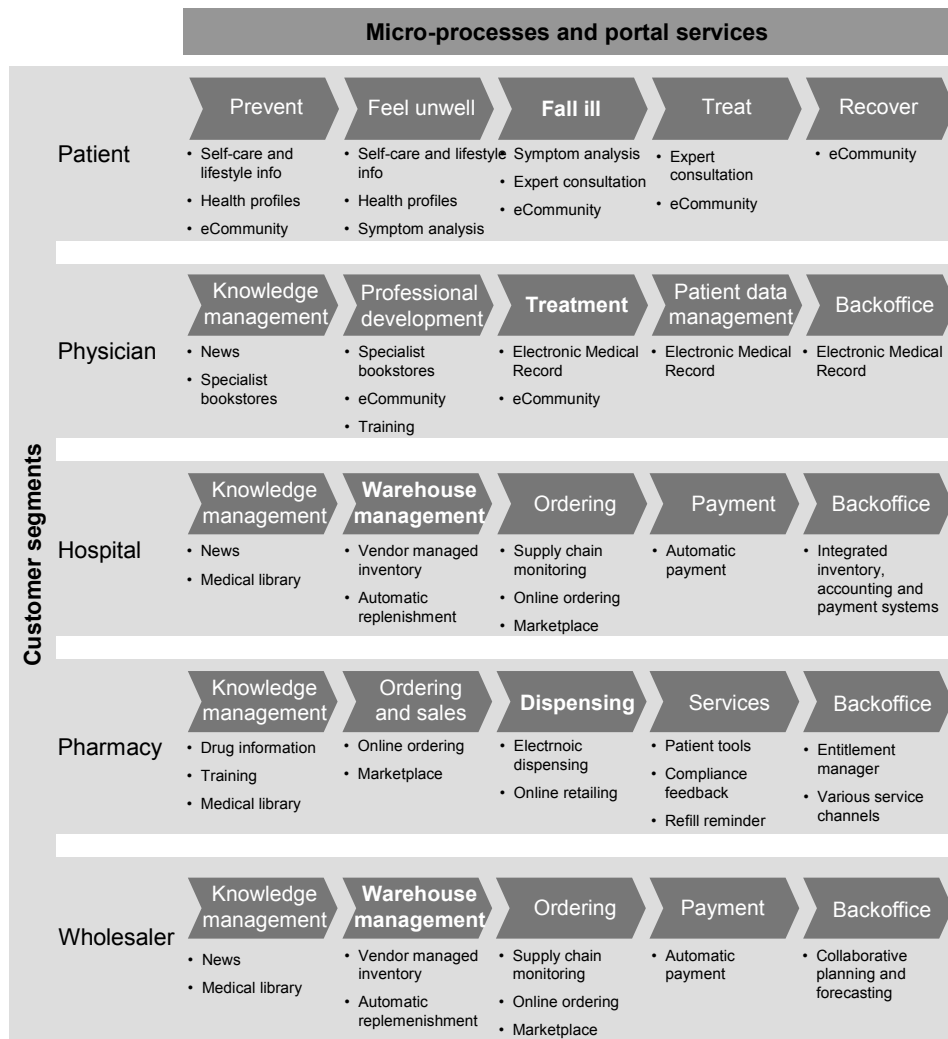 Micro-processes and portal services
Customer segments
Patient
Prevent
• Self-care and
lifestyle info
• Health profiles
• eCommunity
Feel unwell
• Self-care and lifestyle
info
• Health profiles
• Symptom analysis
Fall ill
• Symptom analysis
• Expert consultation
• eCommunity
Treat
• Expert
consultation
• eCommunity
Recover
• eCommunity
Physician
Knowledge
management
• News
• Specialist
bookstores
Professional
development
• Specialist
bookstores
• eCommunity
• Training
Treatment
• Electronic Medical
Record
• eCommunity
Patient data
management
• Electronic Medical
Record
Backoffice
• Electronic Medical
Record
Hospital
Knowledge
management
• News
• Medical library
Warehouse
management
• Vendor managed
inventory
• Automatic
replenishment
Ordering
• Supply chain
monitoring
• Online ordering
• Marketplace
Payment
• Automatic
payment
Backoffice
• Integrated
inventory,
accounting and
payment systems
Pharmacy
Knowledge
management
• Drug information
• Training
• Medical library
Ordering
and sales
• Online ordering
• Marketplace
Dispensing
• Electrnoic
dispensing
• Online retailing
Services
• Patient tools
• Compliance
feedback
• Refill reminder
Backoffice
• Entitlement
manager
• Various service
channels
Wholesaler
Knowledge
management
• News
• Medical library
Warehouse
management
• Vendor managed
inventory
• Automatic
replemenishment
Ordering
• Supply chain
monitoring
• Online ordering
• Marketplace
Payment
• Automatic
payment
Backoffice
• Collaborative
planning and
forecasting